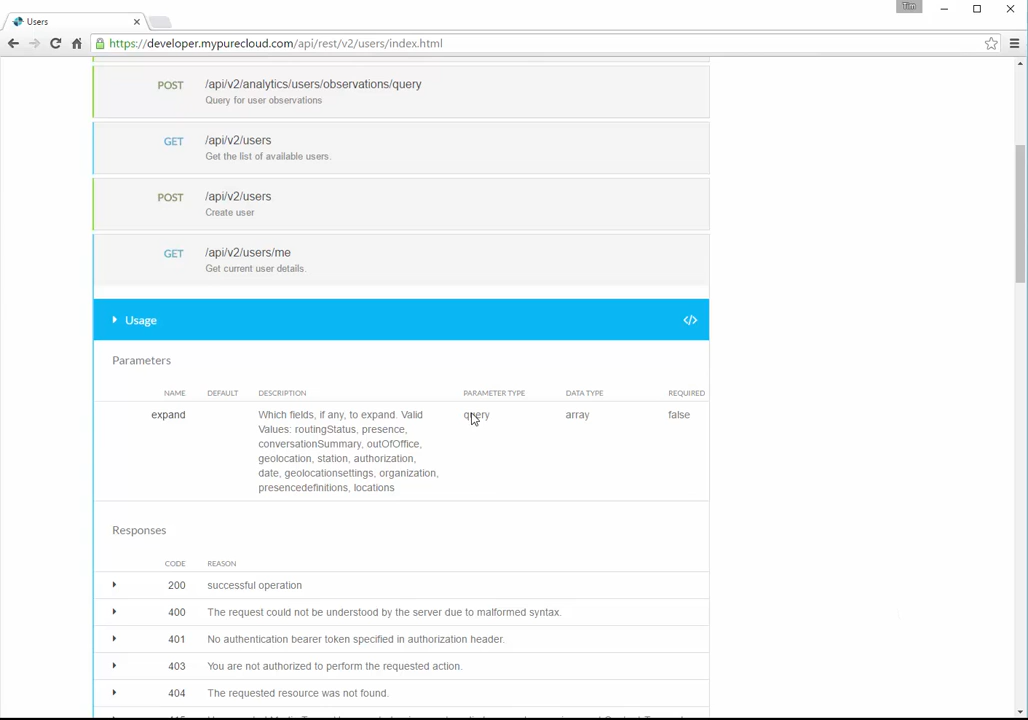 Users
Tim
https://developer.mypurecloud.com/api/rest/v2/users/index.html
POST /api/v2/analytics/users/observations/query
Query for user observations
GET /api/v2/users
Get the list of available users.
POST /api/v2/users
Create user
GET /api/v2/users/me
Get current user details.
Usage
Parameters
NAME DEFAULT DESCRIPTION PARAMETER TYPE DATA TYPE REQUIRED
expand Which fields, if any, to expand. Valid query array false
Values: routingStatus, presence,
conversationSummary, outOfOffice,
geolocation, station, authorization,
date, geolocationsettings, organization,
presencedefinitions, locations
Responses
CODE REASON
200 successful operation
400 The request could not be understood by the server due to malformed syntax.
401 No authentication bearer token specified in authorization header.
403 You are not authorized to perform the requested action.
404 The requested resource was not found.